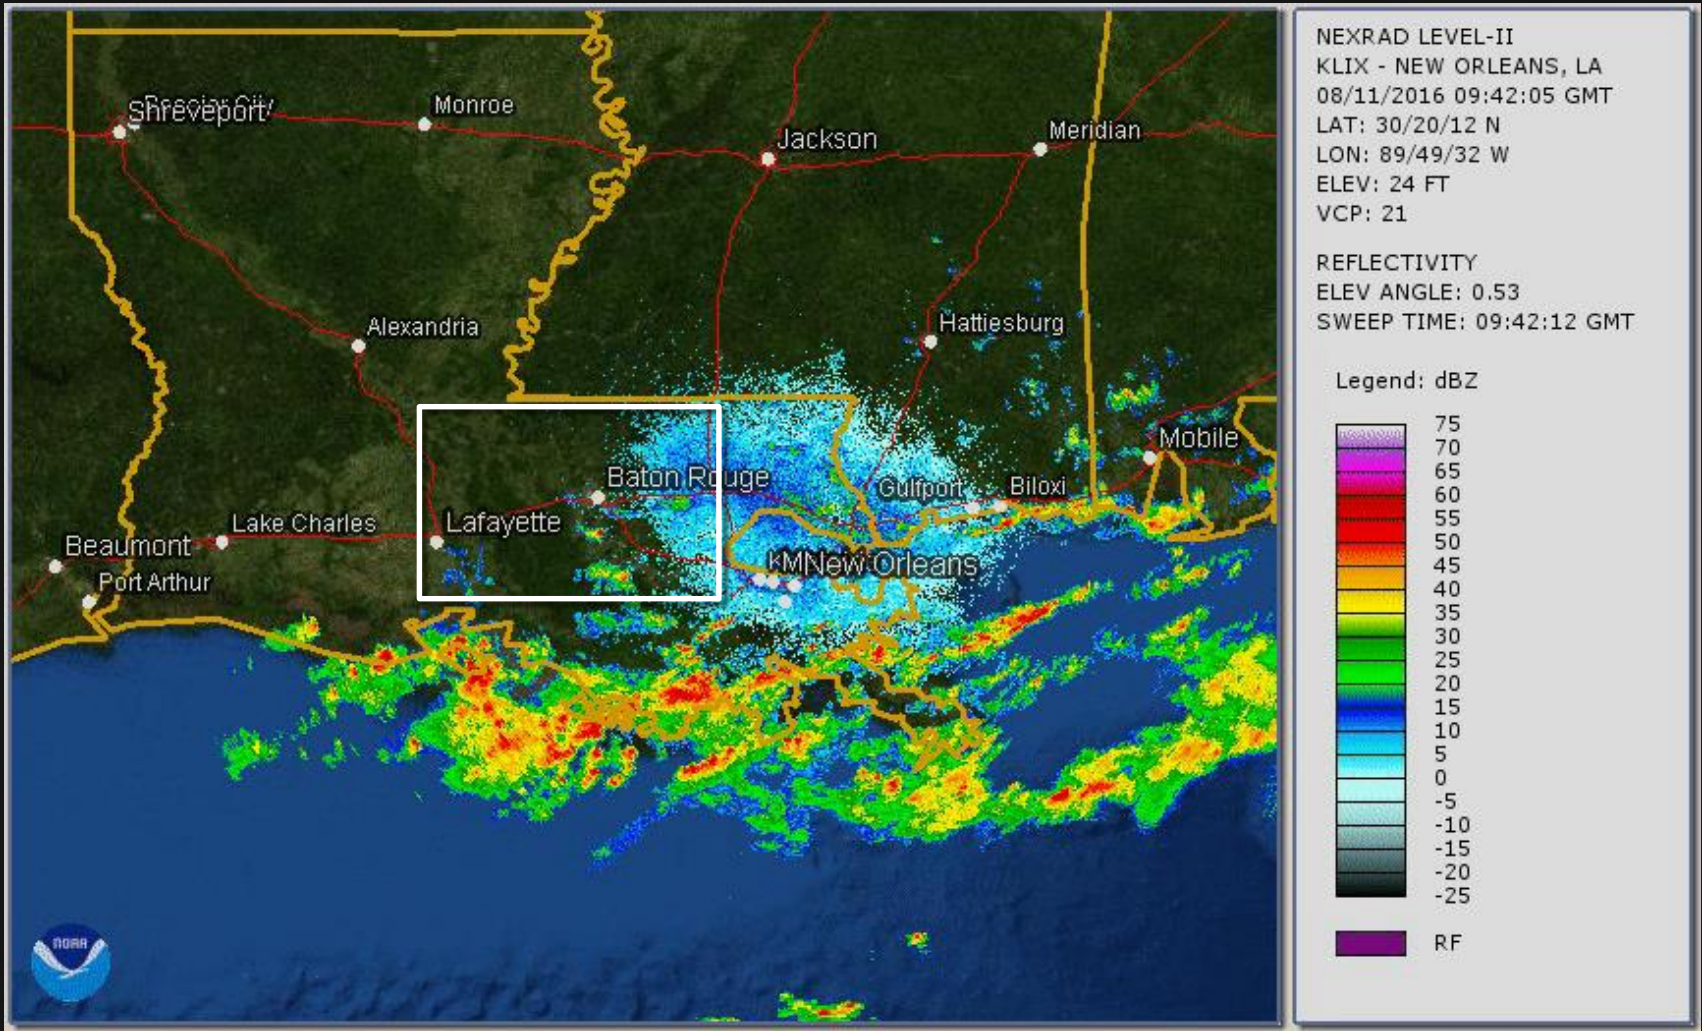 Shreveport
Bossier City
Monroe
Jackson
Meridian
Alexandria
Hattiesburg
Mobile
Baton Rouge
Gulfport
Biloxi
Lake Charles
Lafayette
Beaumont
KM
New Orleans
Port Arthur
NOAA
NEXRAD LEVEL-II
KLIX - NEW ORLEANS, LA
08/11/2016 09:42:05 GMT
LAT: 30/20/12 N
LON: 89/49/32 W
ELEV: 24 FT
VCP: 21
REFLECTIVITY
ELEV ANGLE: 0.53
SWEEP TIME: 09:42:12 GMT
Legend: dBZ
75
70
65
60
55
50
45
40
35
30
25
20
15
10
5
0
-5
-10
-15
-20
-25
RF